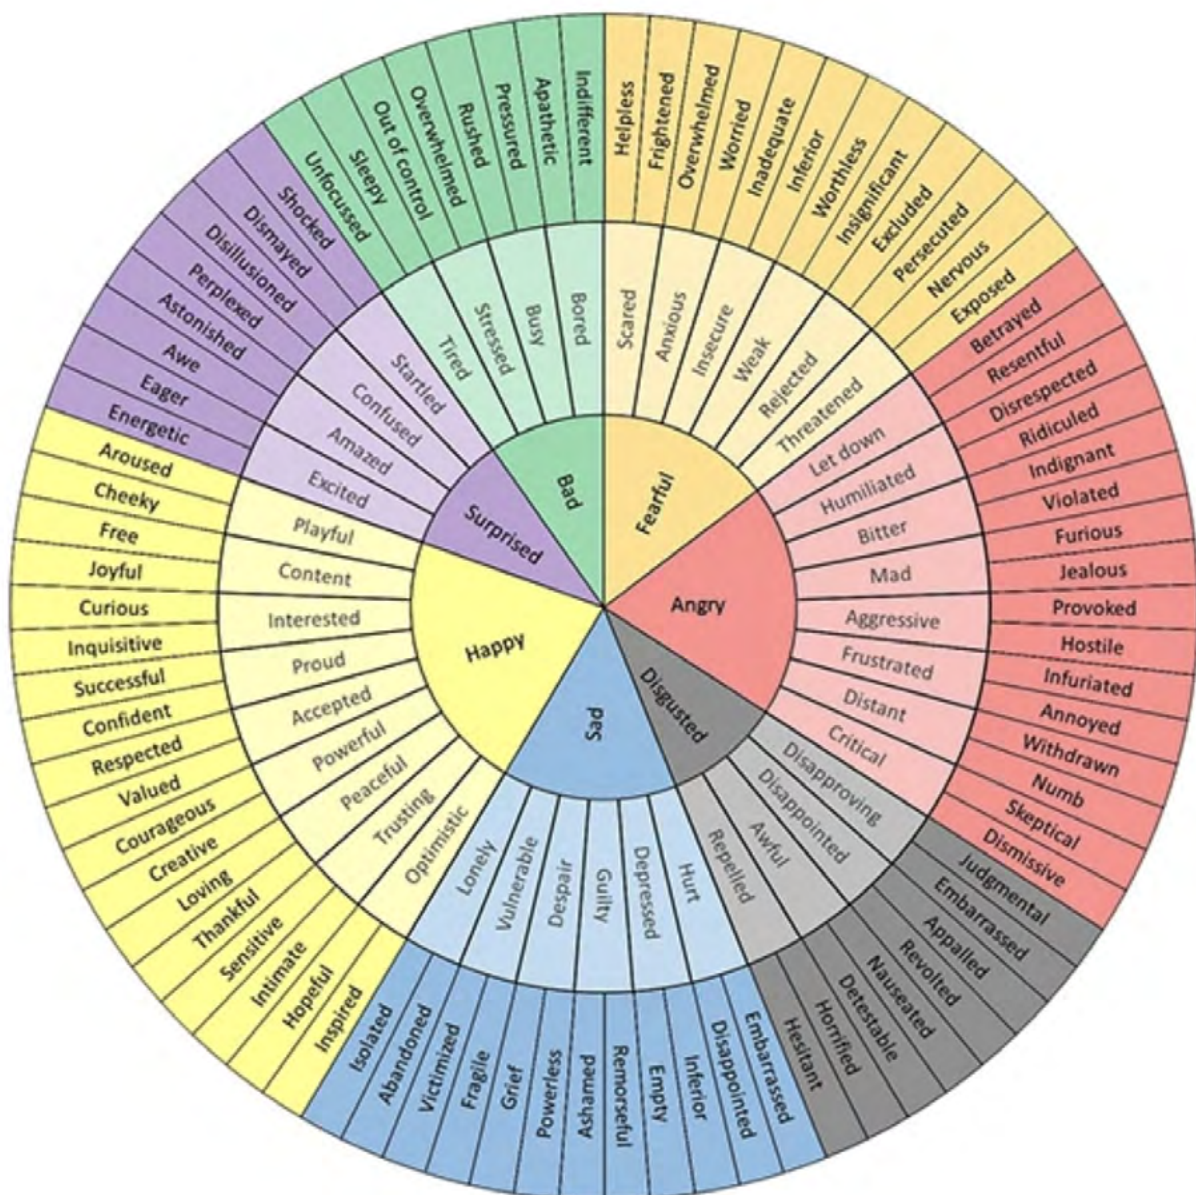 Fearful
Angry
Disgusted
Sad
Happy
Surprised
Bad
Scared
Anxious
Insecure
Weak
Rejected
Threatened
Let down
Humiliated
Bitter
Mad
Aggressive
Frustrated
Distant
Critical
Disapproving
Disappointed
Awful
Repelled
Hurt
Depressed
Guilty
Despair
Vulnerable
Lonely
Optimistic
Trusting
Peaceful
Powerful
Accepted
Proud
Interested
Content
Playful
Excited
Amazed
Confused
Startled
Tired
Stressed
Busy
Bored
Helpless
Frightened
Overwhelmed
Worried
Inadequate
Inferior
Worthless
Insignificant
Excluded
Persecuted
Nervous
Exposed
Betrayed
Resentful
Disrespected
Ridiculed
Indignant
Violated
Furious
Jealous
Provoked
Hostile
Infuriated
Annoyed
Withdrawn
Numb
Skeptical
Dismissive
Judgmental
Embarrassed
Appalled
Revolted
Nauseated
Detestable
Horrified
Hesitant
Embarrassed
Disappointed
Inferior
Empty
Remorseful
Ashamed
Powerless
Grief
Fragile
Victimized
Abandoned
Isolated
Inspired
Hopeful
Intimate
Sensitive
Thankful
Loving
Creative
Courageous
Valued
Respected
Confident
Successful
Inquisitive
Curious
Joyful
Free
Cheeky
Aroused
Energetic
Eager
Awe
Astonished
Perplexed
Disillusioned
Dismayed
Shocked
Unfocussed
Sleepy
Out of control
Overwhelmed
Rushed
Pressured
Apathetic
Indifferent